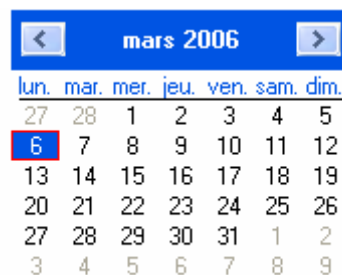 mars 2006
lun. mar. mer. jeu. ven. sam. dim.
27 28 1 2 3 4 5
6 7 8 9 10 11 12
13 14 15 16 17 18 19
20 21 22 23 24 25 26
27 28 29 30 31 1 2
3 4 5 6 7 8 9